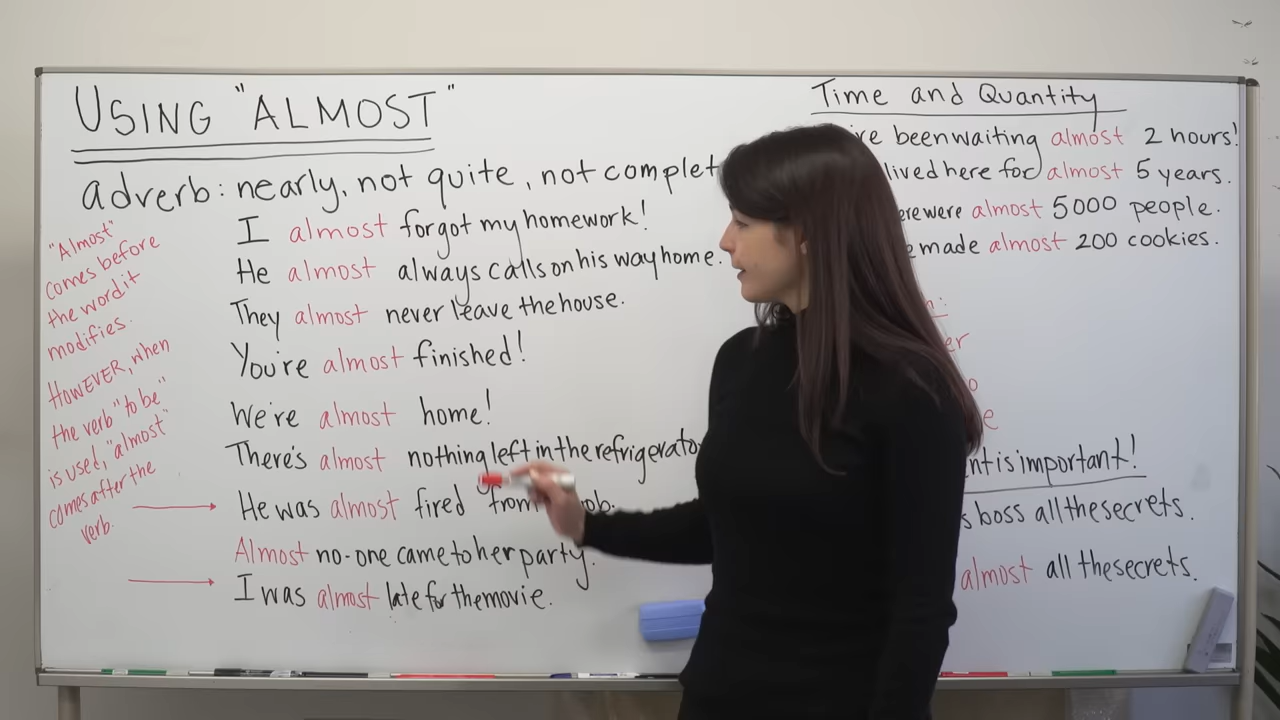 USING "ALMOST"
adverb: nearly, not quite, not
I almost forgot my homework!
He almost always calls on his way home.
They almost never leave the house.
You're almost finished!
We're almost home!
There's almost nothing left in the
He was almost fired from
Almost no-one came to her party.
I was almost late for the movie.
"Almost"
comes before
the word it
modifies.
HOWEVER, when
the verb "to be"
is used, "almost"
comes after the
verb.
Time and Quantity
been waiting almost 2 hours!
lived here for almost 5 years.
were almost 5000 people.
made almost 200 cookies.
is important!
boss all the secrets.
almost all the secrets.